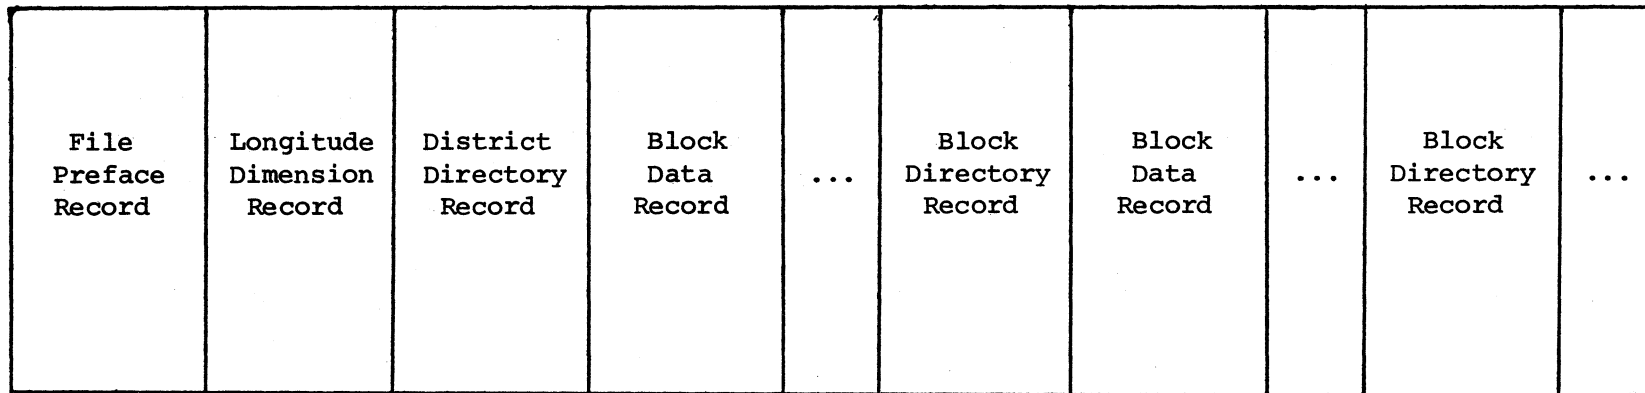 File
Preface
Record
Longitude
Dimension
Record
District
Directory
Record
Block
Data
Record
...
Block
Directory
Record
Block
Data
Record
...
Block
Directory
Record
...